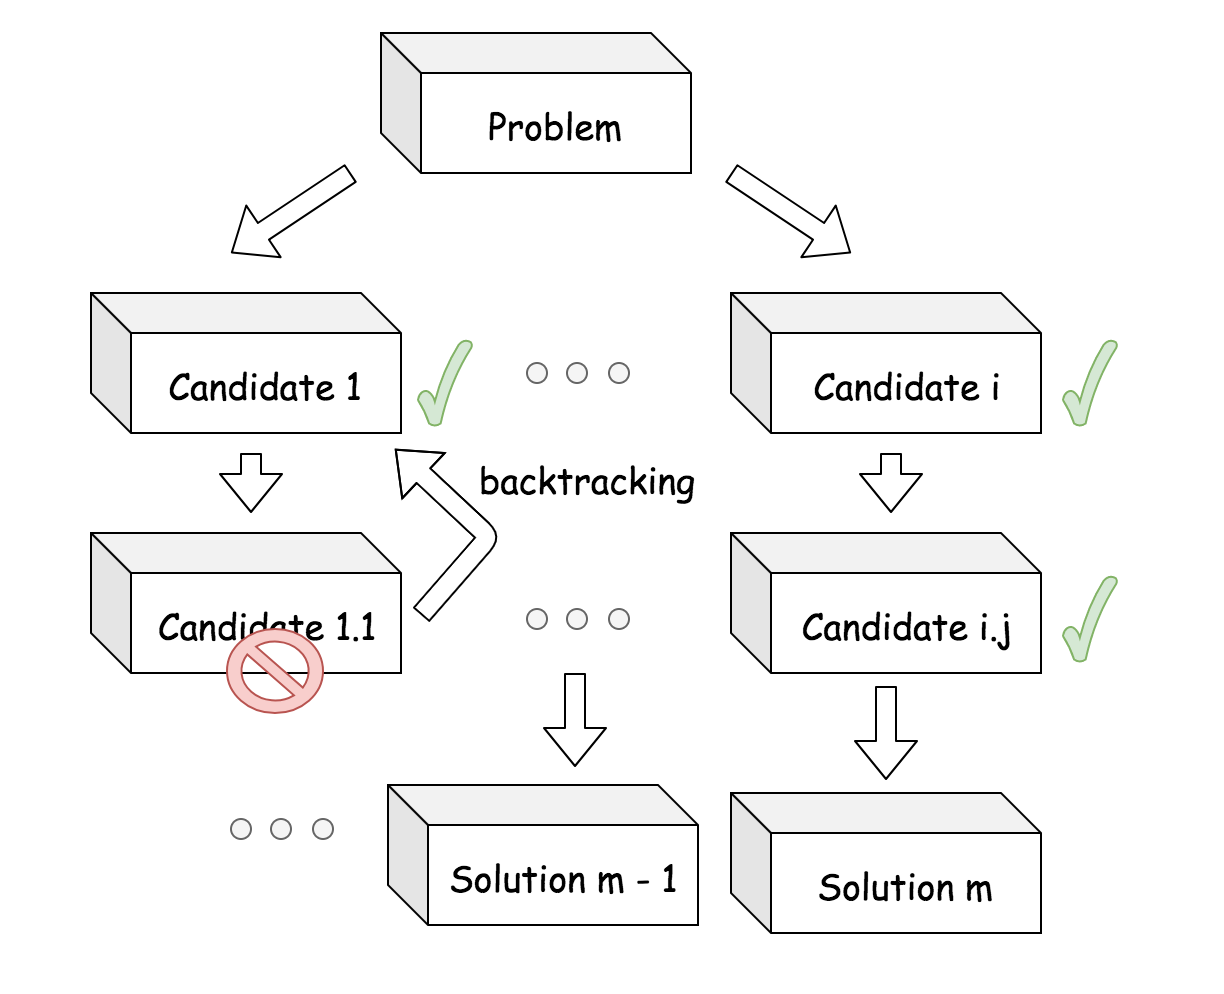 Problem
Candidate 1
Candidate i
backtracking
Candidate 1.1
Candidate i.j
Solution m - 1
Solution m